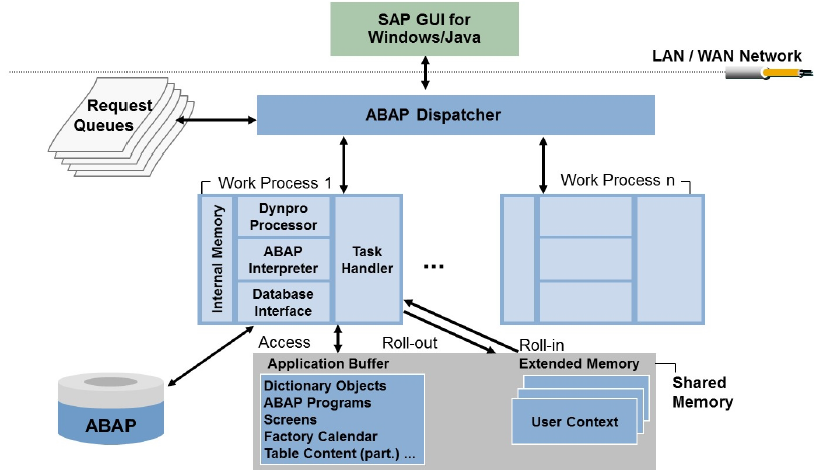 SAP GUI for
Windows/Java
LAN / WAN Network
Request
Queues
ABAP Dispatcher
Work Process 1
Work Process n
Internal Memory
Dynpro
Processor
ABAP
Interpreter
Database
Interface
Task
Handler
...
Access
Roll-out
Roll-in
Application Buffer
Extended Memory
Shared
Memory
Dictionary Objects
ABAP Programs
Screens
Factory Calendar
Table Content (part.) ...
User Context
ABAP